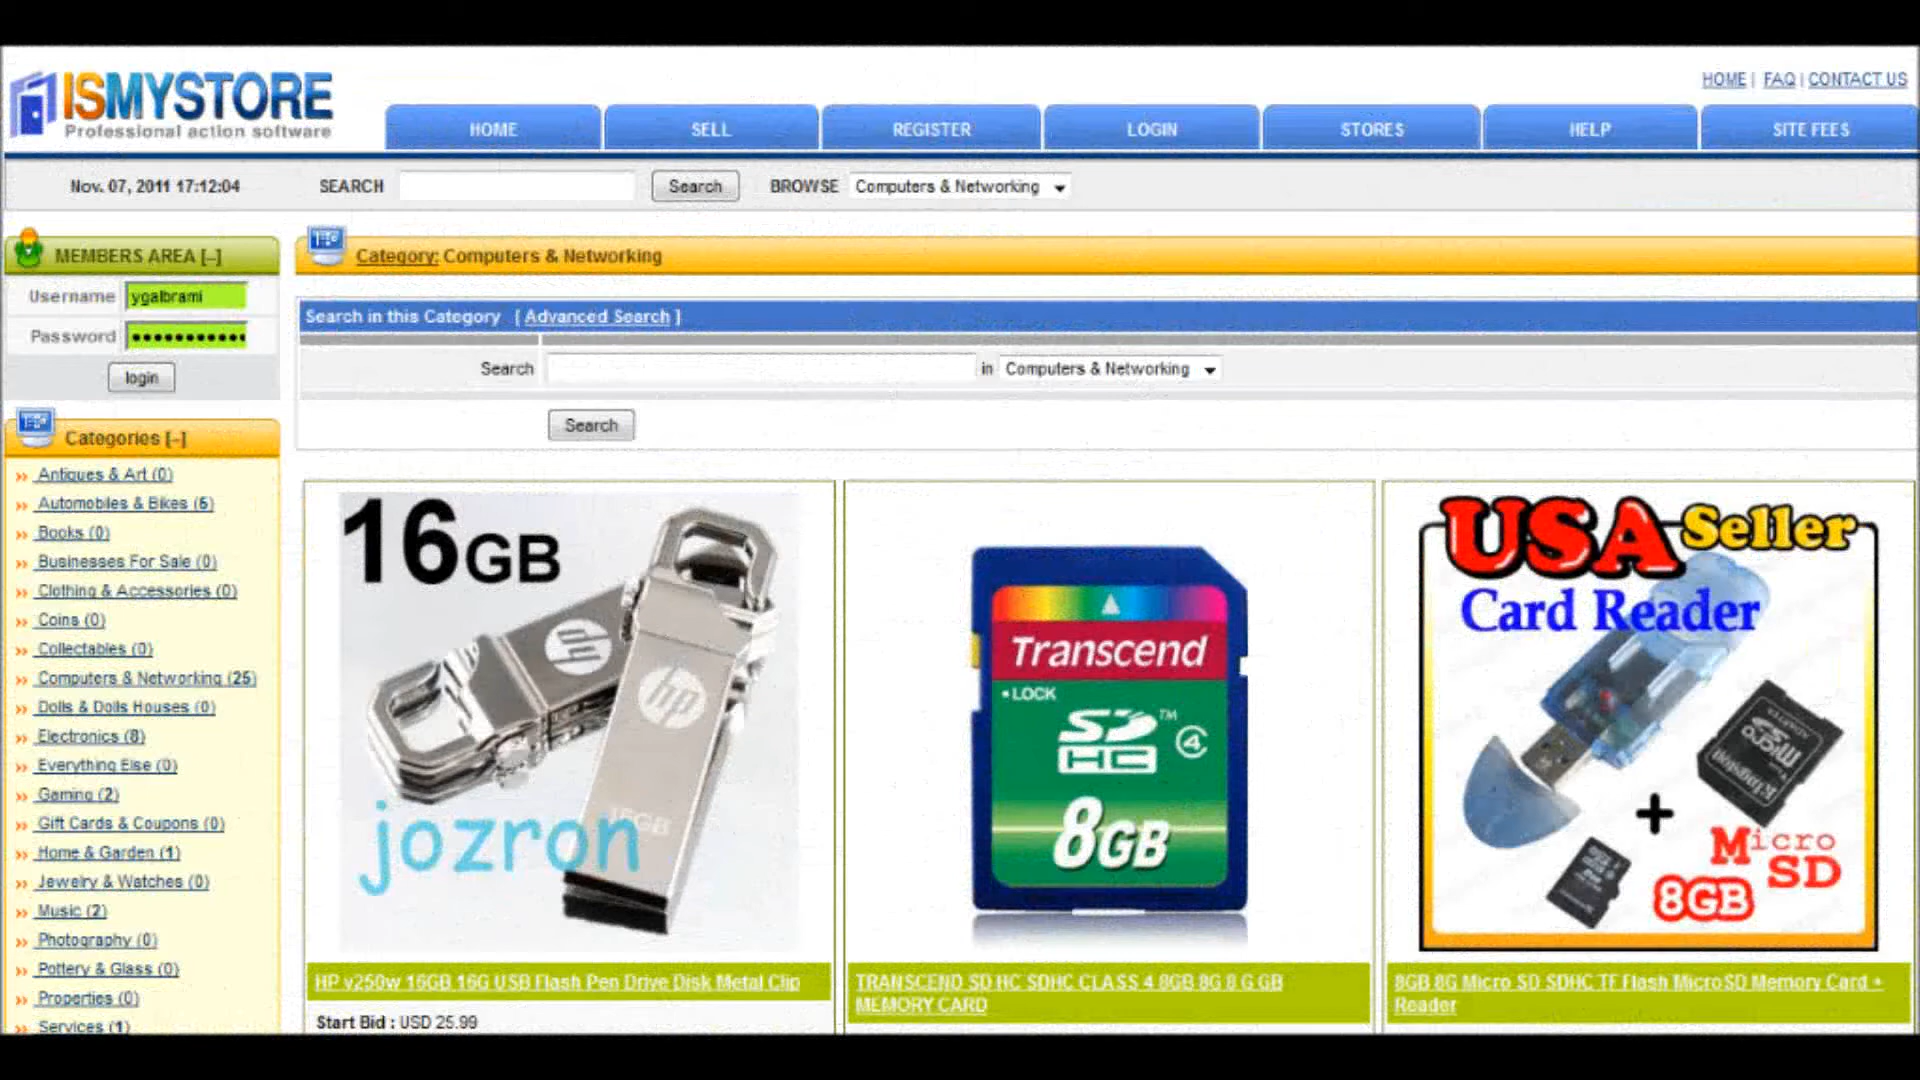 ISMYSTORE
Professional action software
HOME | FAQ | CONTACT US
HOME SELL REGISTER LOGIN STORES HELP SITE FEES
Nov. 07, 2011 17:12:04 SEARCH Search BROWSE Computers & Networking
MEMBERS AREA [-]
Username ygalbrami
Password
login
Categories [-]
Antiques & Art (0)
Automobiles & Bikes (5)
Books (0)
Businesses For Sale (0)
Clothing & Accessories (0)
Coins (0)
Collectables (0)
Computers & Networking (25)
Dolls & Dolls Houses (0)
Electronics (8)
Everything Else (0)
Gaming (2)
Gift Cards & Coupons (0)
Home & Garden (1)
Jewelry & Watches (0)
Music (2)
Photography (0)
Pottery & Glass (0)
Properties (0)
Services (1)
Category: Computers & Networking
Search in this Category [ Advanced Search ]
Search in Computers & Networking
Search
16GB
hp
hp
16GB
jozron
HP v250w 16GB 16G USB Flash Pen Drive Disk Metal Clip
Start Bid : USD 25.99
Transcend
• LOCK
SD HC TM 4
8GB
TRANSCEND SD HC SDHC CLASS 4 8GB 8G 8 G GB
MEMORY CARD
USA Seller
Card Reader
Kingston
Micro SD
ADAPTER
+
Micro
SD
8GB
8GB 8G Micro SD SDHC TF Flash MicroSD Memory Card +
Reader